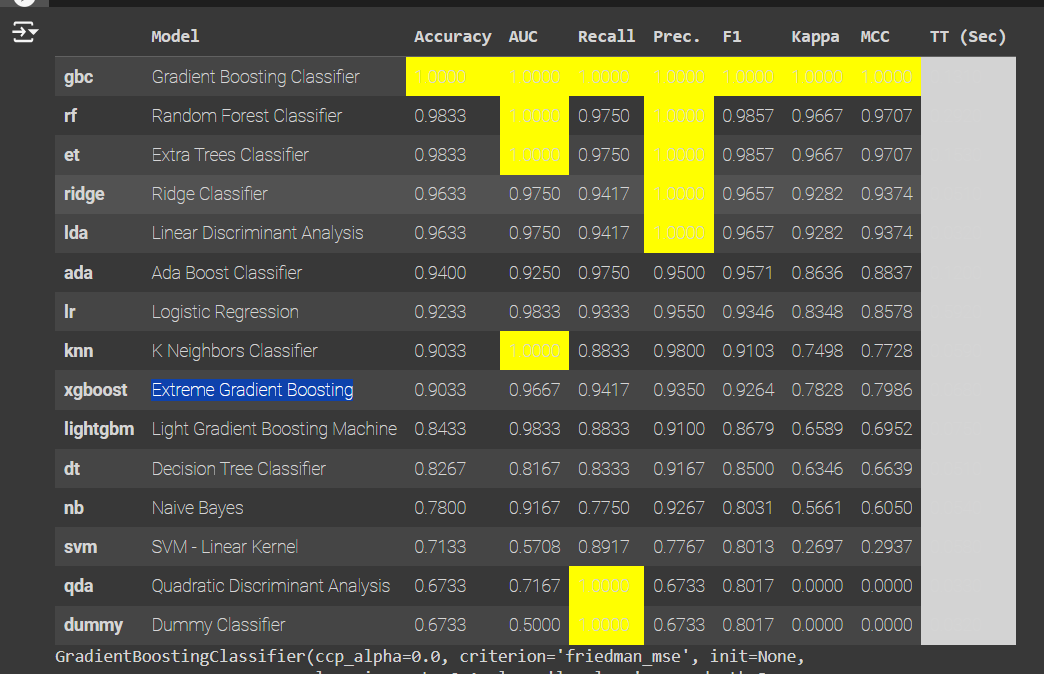 Model Accuracy AUC Recall Prec. F1 Kappa MCC TT (Sec)
gbc Gradient Boosting Classifier 1.0000 1.0000 1.0000 1.0000 1.0000 1.0000 1.0000
rf Random Forest Classifier 0.9833 1.0000 0.9750 1.0000 0.9857 0.9667 0.9707
et Extra Trees Classifier 0.9833 1.0000 0.9750 1.0000 0.9857 0.9667 0.9707
ridge Ridge Classifier 0.9633 0.9750 0.9417 1.0000 0.9657 0.9282 0.9374
lda Linear Discriminant Analysis 0.9633 0.9750 0.9417 1.0000 0.9657 0.9282 0.9374
ada Ada Boost Classifier 0.9400 0.9250 0.9750 0.9500 0.9571 0.8636 0.8837
lr Logistic Regression 0.9233 0.9833 0.9333 0.9550 0.9346 0.8348 0.8578
knn K Neighbors Classifier 0.9033 1.0000 0.8833 0.9800 0.9103 0.7498 0.7728
xgboost Extreme Gradient Boosting 0.9033 0.9667 0.9417 0.9350 0.9264 0.7828 0.7986
lightgbm Light Gradient Boosting Machine 0.8433 0.9833 0.8833 0.9100 0.8679 0.6589 0.6952
dt Decision Tree Classifier 0.8267 0.8167 0.8333 0.9167 0.8500 0.6346 0.6639
nb Naive Bayes 0.7800 0.9167 0.7750 0.9267 0.8031 0.5661 0.6050
svm SVM - Linear Kernel 0.7133 0.5708 0.8917 0.7767 0.8013 0.2697 0.2937
qda Quadratic Discriminant Analysis 0.6733 0.7167 1.0000 0.6733 0.8017 0.0000 0.0000
dummy Dummy Classifier 0.6733 0.5000 1.0000 0.6733 0.8017 0.0000 0.0000
GradientBoostingClassifier(ccp_alpha=0.0, criterion='friedman_mse', init=None,